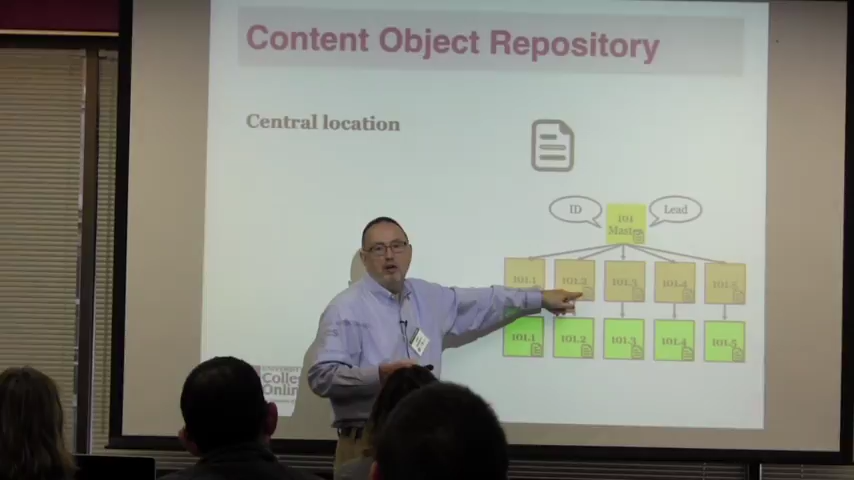 Content Object Repository
Central location
ID
Lead
101
Master
101.1 101.2 101.3 101.4 101.5
101.1 101.2 101.3 101.4 101.5
UNIVERSITY